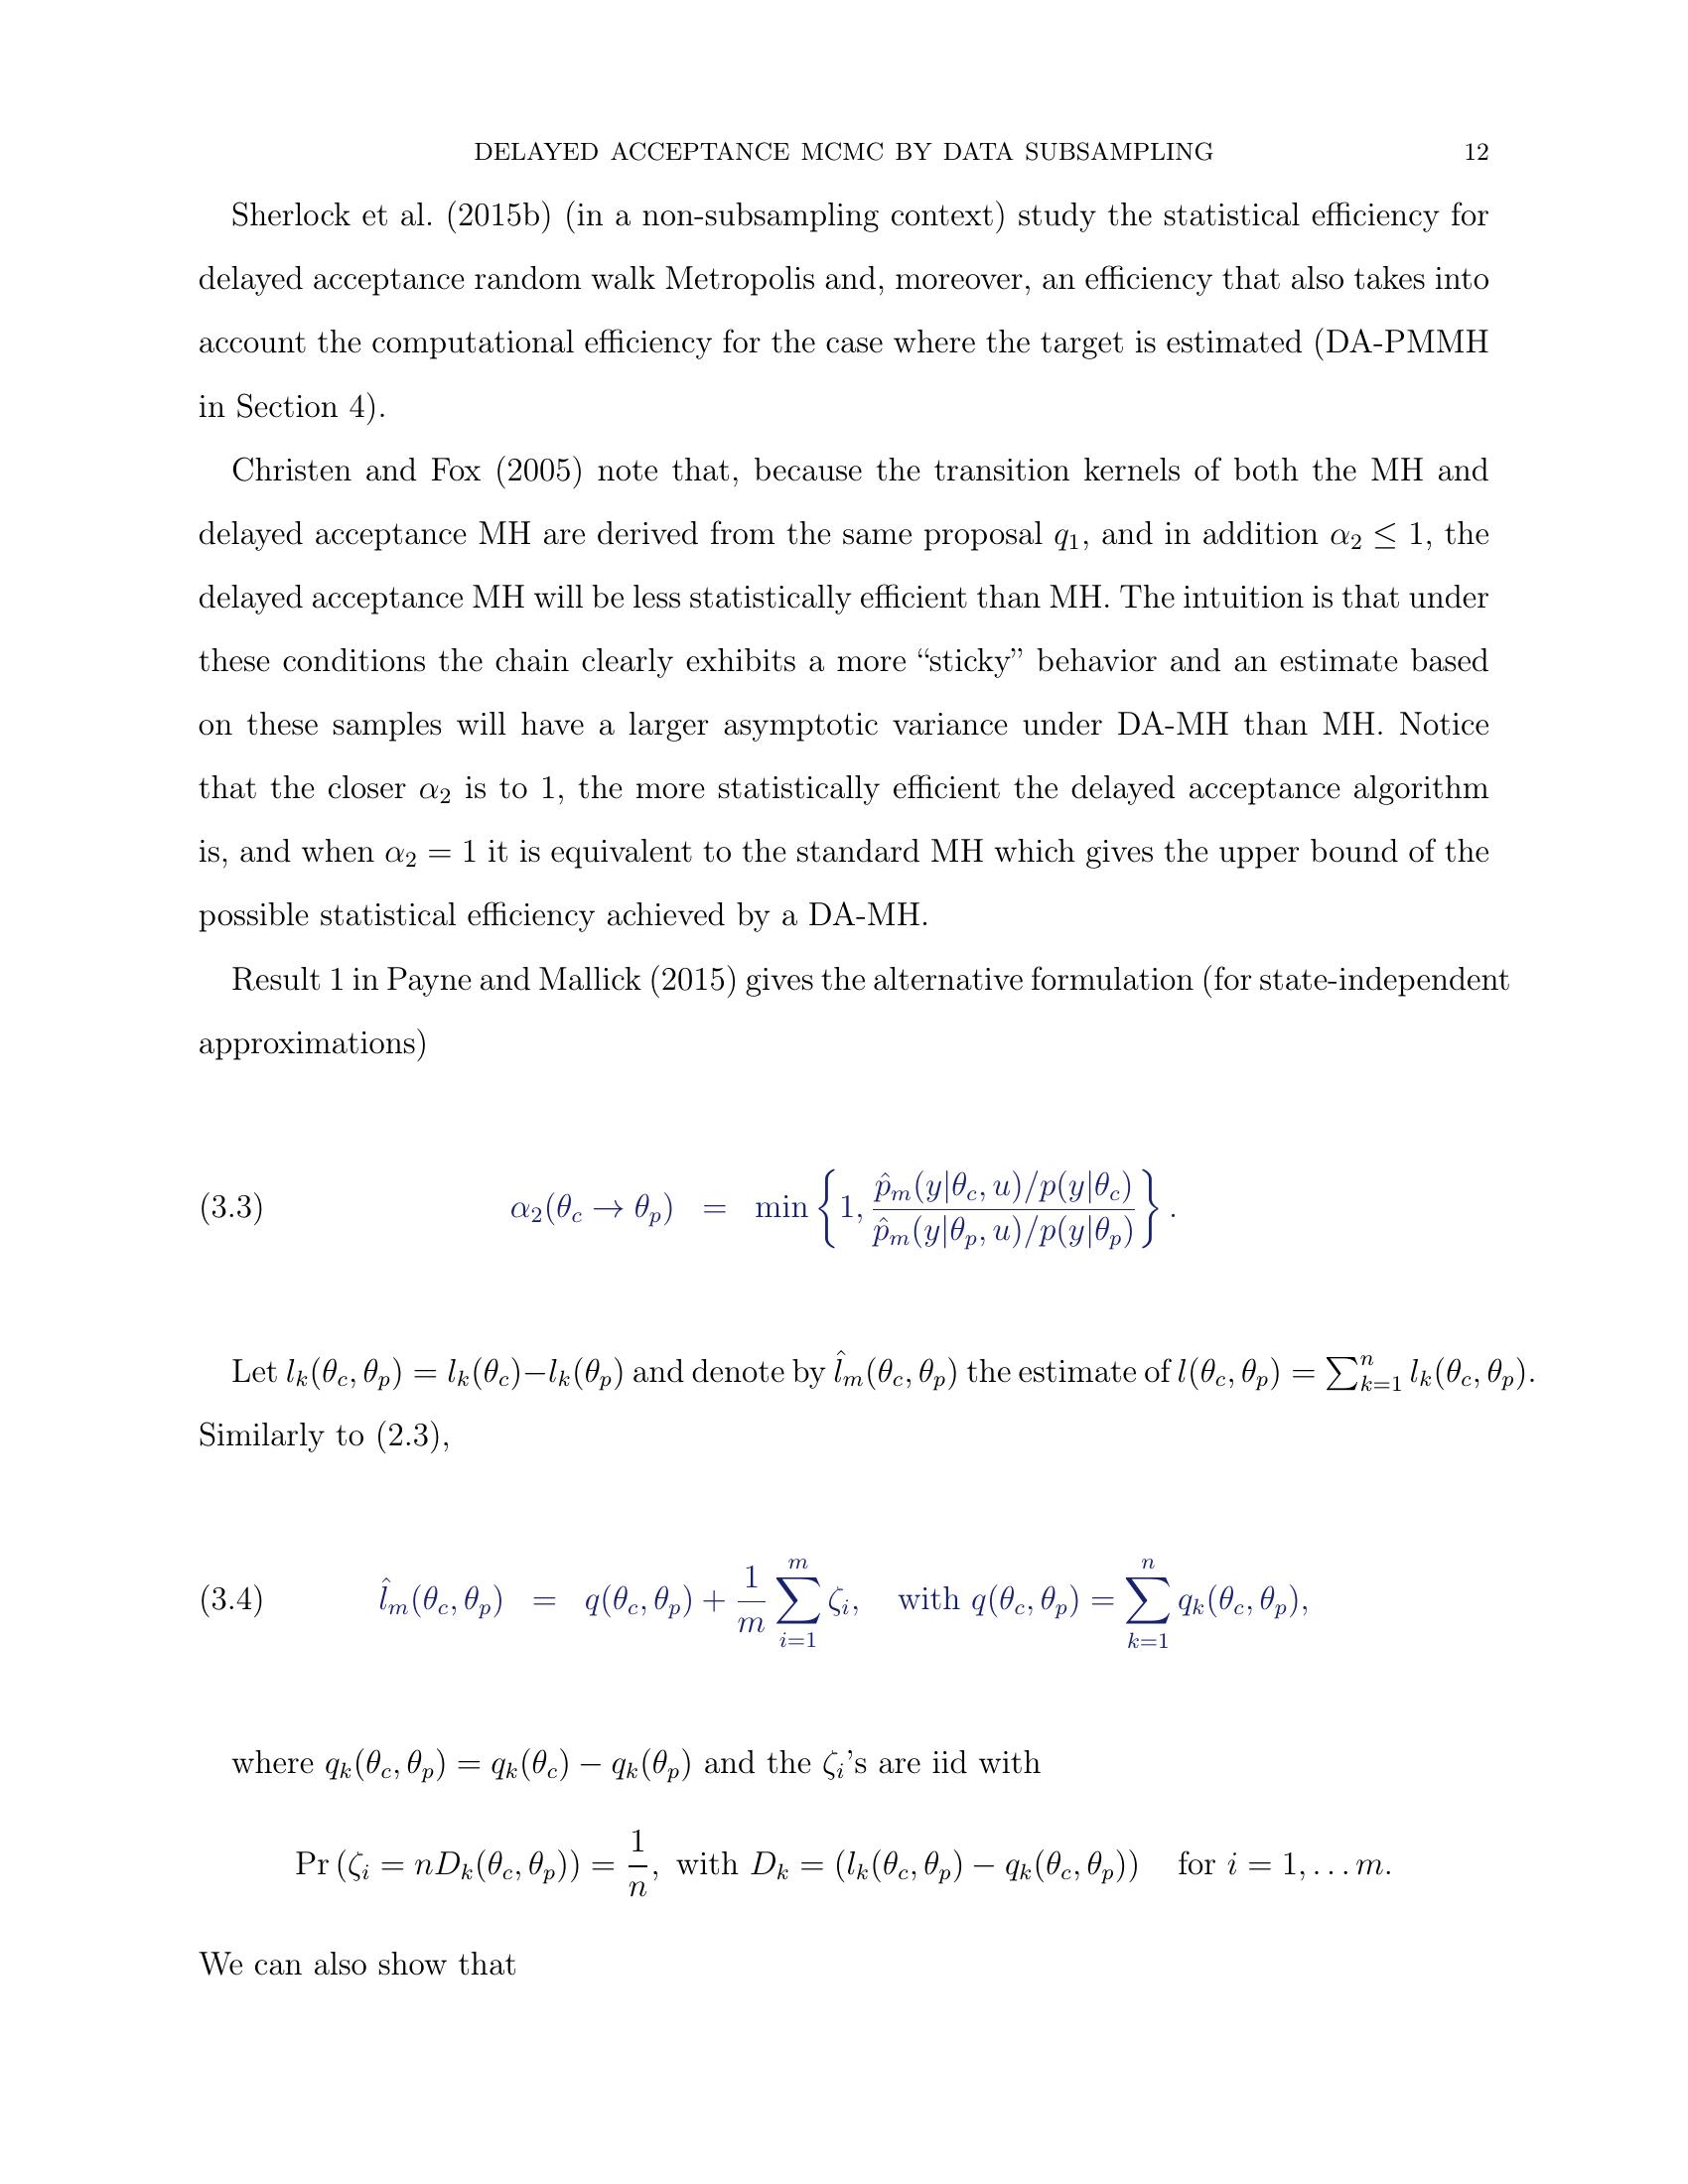 DELAYED ACCEPTANCE MCMC BY DATA SUBSAMPLING 12
Sherlock et al. (2015b) (in a non-subsampling context) study the statistical efficiency for
delayed acceptance random walk Metropolis and, moreover, an efficiency that also takes into
account the computational efficiency for the case where the target is estimated (DA-PMMH
in Section 4).
Christen and Fox (2005) note that, because the transition kernels of both the MH and
delayed acceptance MH are derived from the same proposal $q_1$, and in addition $\alpha_2 \leq 1$, the
delayed acceptance MH will be less statistically efficient than MH. The intuition is that under
these conditions the chain clearly exhibits a more “sticky” behavior and an estimate based
on these samples will have a larger asymptotic variance under DA-MH than MH. Notice
that the closer $\alpha_2$ is to 1, the more statistically efficient the delayed acceptance algorithm
is, and when $\alpha_2 = 1$ it is equivalent to the standard MH which gives the upper bound of the
possible statistical efficiency achieved by a DA-MH.
Result 1 in Payne and Mallick (2015) gives the alternative formulation (for state-independent
approximations)
(3.3) $\alpha_2(\theta_c \to \theta_p) = \min\left\{1, \frac{\hat{p}_m(y|\theta_c, u)/p(y|\theta_c)}{\hat{p}_m(y|\theta_p, u)/p(y|\theta_p)}\right\}.$
Let $l_k(\theta_c, \theta_p) = l_k(\theta_c) - l_k(\theta_p)$ and denote by $\hat{l}_m(\theta_c, \theta_p)$ the estimate of $l(\theta_c, \theta_p) = \sum_{k=1}^{n} l_k(\theta_c, \theta_p)$.
Similarly to (2.3),
(3.4) $\hat{l}_m(\theta_c, \theta_p) = q(\theta_c, \theta_p) + \frac{1}{m}\sum_{i=1}^{m} \zeta_i, \quad \text{with } q(\theta_c, \theta_p) = \sum_{k=1}^{n} q_k(\theta_c, \theta_p),$
where $q_k(\theta_c, \theta_p) = q_k(\theta_c) - q_k(\theta_p)$ and the $\zeta_i$’s are iid with
$\Pr(\zeta_i = nD_k(\theta_c, \theta_p)) = \frac{1}{n}, \text{ with } D_k = (l_k(\theta_c, \theta_p) - q_k(\theta_c, \theta_p)) \quad \text{for } i = 1, \ldots m.$
We can also show that